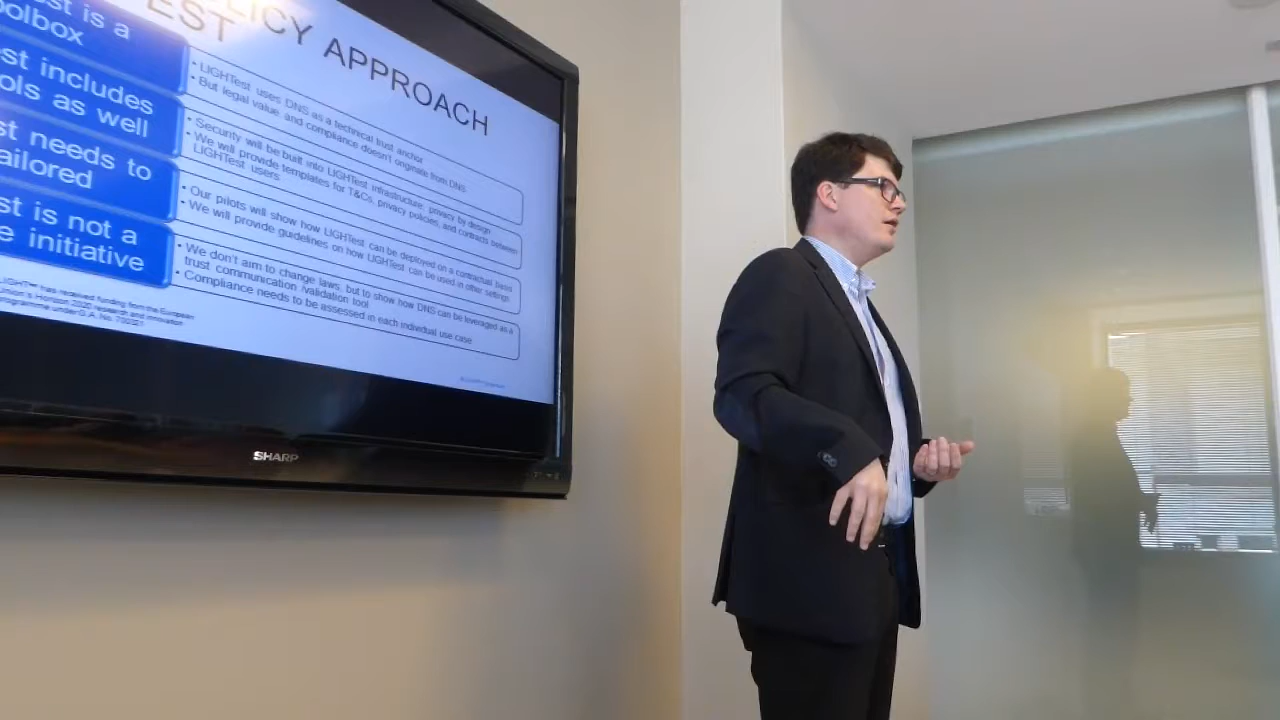 LICY APPROACH
EST
st is a
oolbox
• LIGHTest uses DNS as a technical trust anchor
• But legal value and compliance doesn't originate from DNS
st includes
ols as well
• Security will be built into LIGHTest infrastructure: privacy by design
• We will provide templates for T&Cs, privacy policies, and contracts between
LIGHTest users
st needs to
ailored
• Our pilots will show how LIGHTest can be deployed on a contractual basis
• We will provide guidelines on how LIGHTest can be used in other settings
st is not a
e initiative
• We don't aim to change laws, but to show how DNS can be leveraged as a
trust communication /validation tool
• Compliance needs to be assessed in each individual use case
LIGHT™ has received funding from the European
Union's Horizon 2020 research and innovation
programme under G.A. No.
SHARP